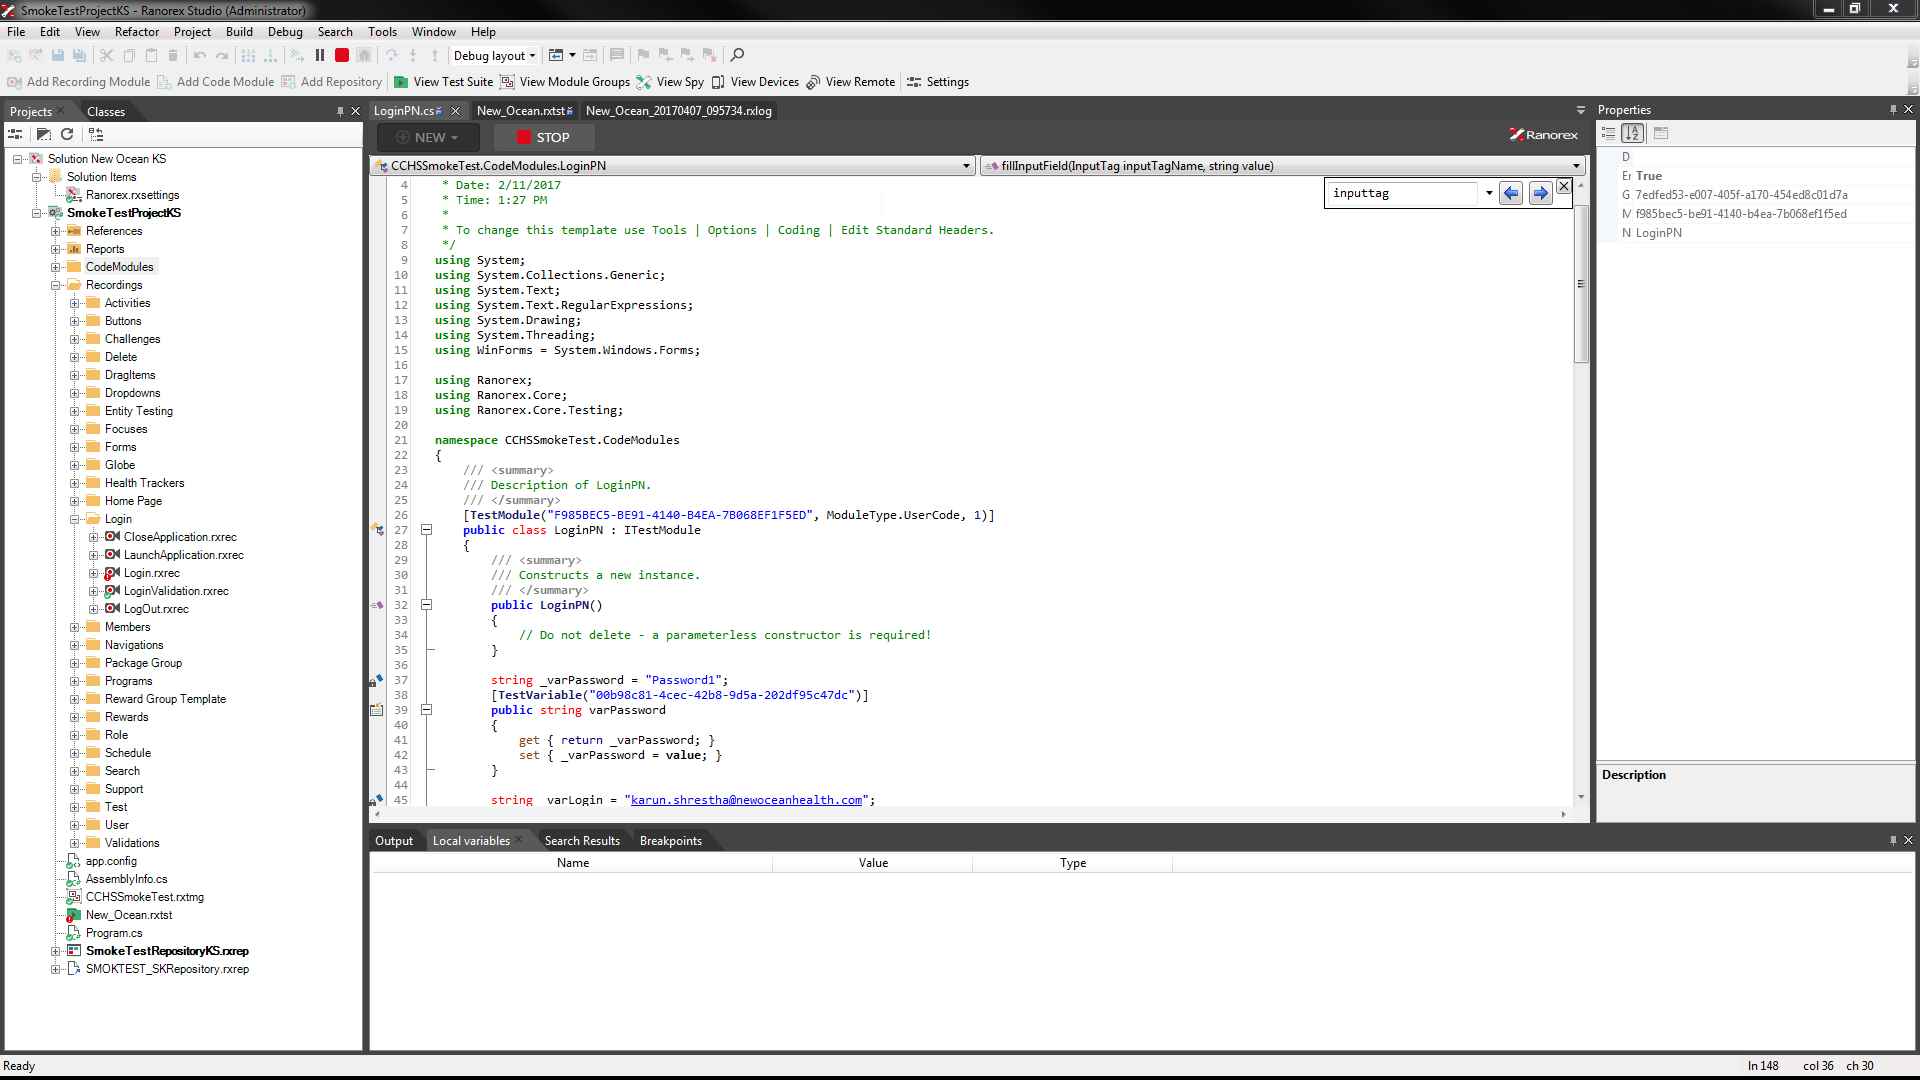 SmokeTestProjectKS - Ranorex Studio (Administrator)
File Edit View Refactor Project Build Debug Search Tools Window Help
Debug layout
Add Recording Module Add Code Module Add Repository View Test Suite View Module Groups View Spy View Devices View Remote Settings
Projects Classes
Solution New Ocean KS
Solution Items
Ranorex.rxsettings
SmokeTestProjectKS
References
Reports
CodeModules
Recordings
Activities
Buttons
Challenges
Delete
DragItems
Dropdowns
Entity Testing
Focuses
Forms
Globe
Health Trackers
Home Page
Login
CloseApplication.rxrec
LaunchApplication.rxrec
Login.rxrec
LoginValidation.rxrec
LogOut.rxrec
Members
Navigations
Package Group
Programs
Reward Group Template
Rewards
Role
Schedule
Search
Support
Test
User
Validations
app.config
AssemblyInfo.cs
CCHSSmokeTest.rxtmg
New_Ocean.rxtst
Program.cs
SmokeTestRepositoryKS.rxrep
SMOKTEST_SKRepository.rxrep
LoginPN.cs New_Ocean.rxtst New_Ocean_20170407_095734.rxlog
NEW STOP Ranorex
CCHSSmokeTest.CodeModules.LoginPN fillInputField(InputTag inputTagName, string value)
inputtag
4 * Date: 2/11/2017
5 * Time: 1:27 PM
6 *
7 * To change this template use Tools | Options | Coding | Edit Standard Headers.
8 */
9 using System;
10 using System.Collections.Generic;
11 using System.Text;
12 using System.Text.RegularExpressions;
13 using System.Drawing;
14 using System.Threading;
15 using WinForms = System.Windows.Forms;
16
17 using Ranorex;
18 using Ranorex.Core;
19 using Ranorex.Core.Testing;
20
21 namespace CCHSSmokeTest.CodeModules
22 {
23 /// <summary>
24 /// Description of LoginPN.
25 /// </summary>
26 [TestModule("F985BEC5-BE91-4140-B4EA-7B068EF1F5ED", ModuleType.UserCode, 1)]
27 public class LoginPN : ITestModule
28 {
29 /// <summary>
30 /// Constructs a new instance.
31 /// </summary>
32 public LoginPN()
33 {
34 // Do not delete - a parameterless constructor is required!
35 }
36
37 string _varPassword = "Password1";
38 [TestVariable("00b98c81-4cec-42b8-9d5a-202df95c47dc")]
39 public string varPassword
40 {
41 get { return _varPassword; }
42 set { _varPassword = value; }
43 }
44
45 string varLogin = "karun.shrestha@newoceanhealth.com";
Properties
D
Er True
G 7edfed53-e007-405f-a170-454ed8c01d7a
M f985bec5-be91-4140-b4ea-7b068ef1f5ed
N LoginPN
Description
Output Local variables Search Results Breakpoints
Name Value Type
Ready ln 148 col 36 ch 30